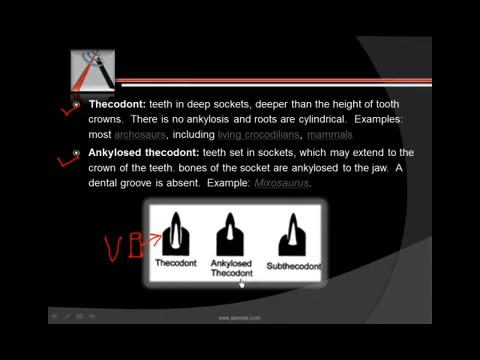 Thecodont: teeth in deep sockets, deeper than the height of tooth
crowns. There is no ankylosis and roots are cylindrical. Examples:
most archosaurs, including living crocodilians, mammals
Ankylosed thecodont: teeth set in sockets, which may extend to the
crown of the teeth. bones of the socket are ankylosed to the jaw. A
dental groove is absent. Example: Mixosaurus.
Thecodont
Ankylosed
Thecodont
Subthecodont